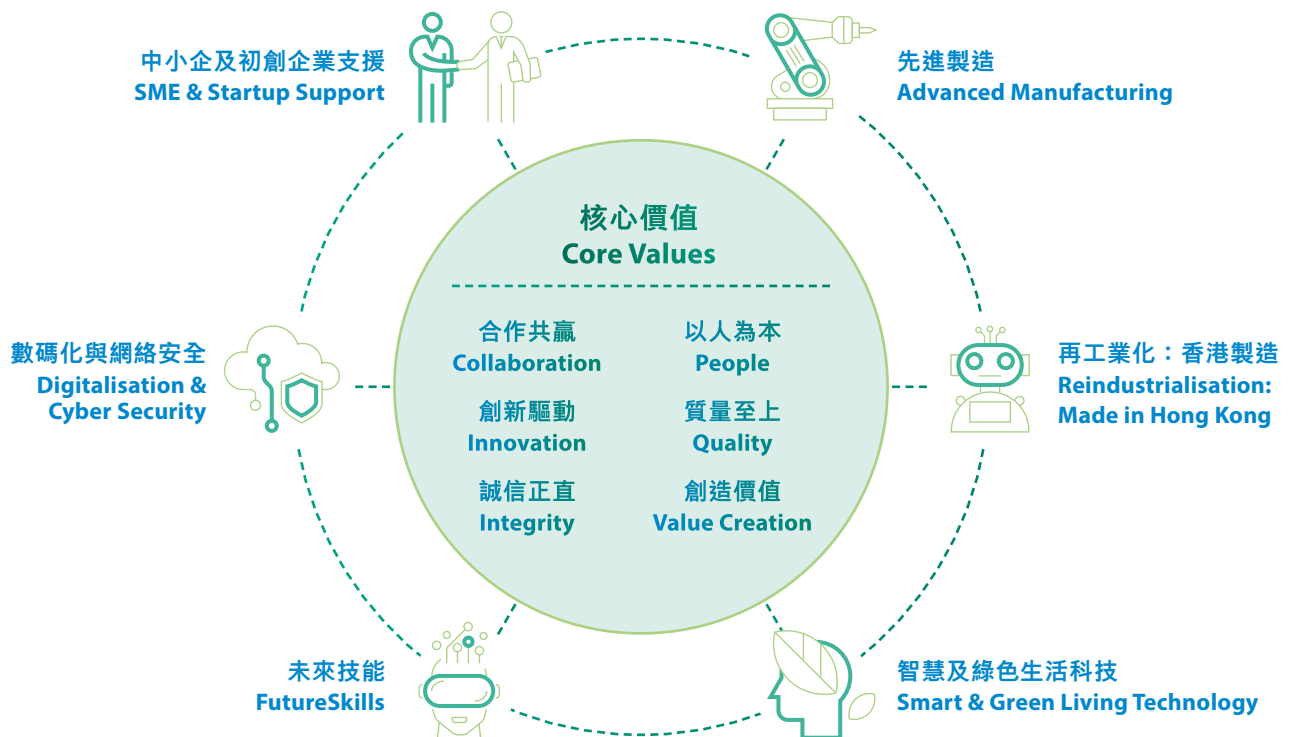 中小企及初創企業支援
SME & Startup Support
先進製造
Advanced Manufacturing
核心價值
Core Values
合作共贏
Collaboration
以人為本
People
創新驅動
Innovation
質量至上
Quality
誠信正直
Integrity
創造價值
Value Creation
數碼化與網絡安全
Digitalisation &
Cyber Security
再工業化：香港製造
Reindustrialisation:
Made in Hong Kong
未來技能
FutureSkills
智慧及綠色生活科技
Smart & Green Living Technology